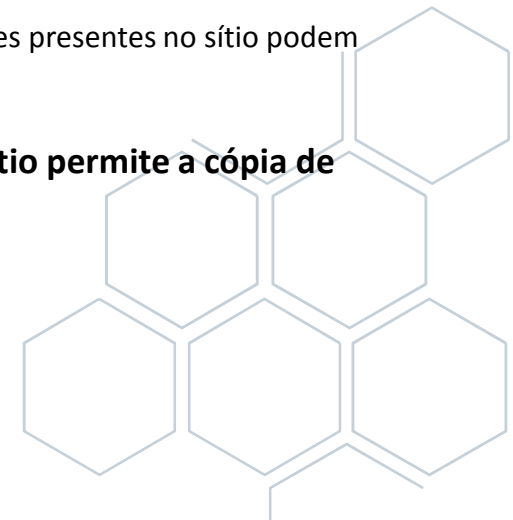 es presentes no sítio podem
tio permite a cópia de